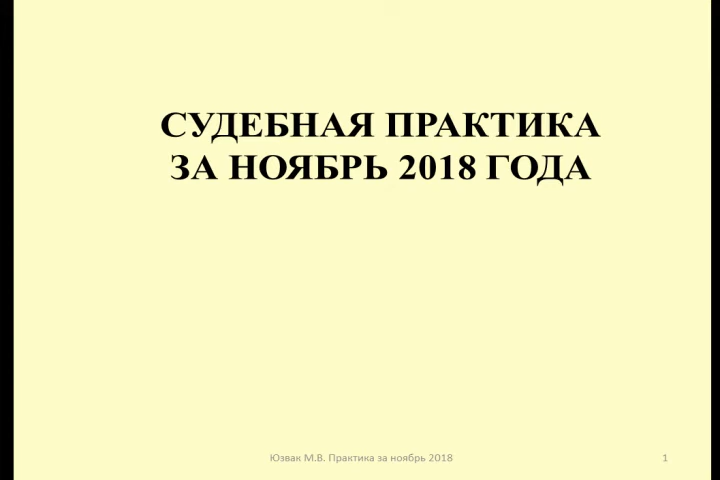 СУДЕБНАЯ ПРАКТИКА
ЗА НОЯБРЬ 2018 ГОДА
Юзвак М.В. Практика за ноябрь 2018
1